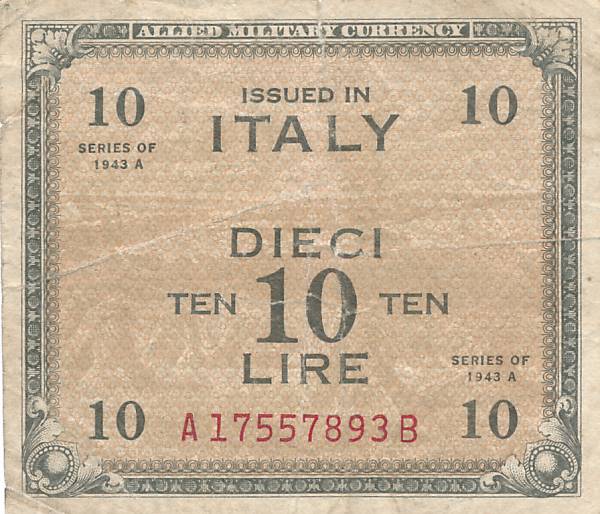 ALLIED MILITARY CURRENCY
10 ISSUED IN 10
SERIES OF
1943 A
ITALY
DIECI
TEN 10 TEN
LIRE
SERIES OF
1943 A
10 A17557893B 10